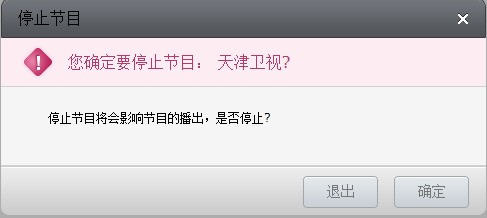 停止节目
您确定要停止节目： 天津卫视?
停止节目将会影响节目的播出，是否停止？
退出
确定